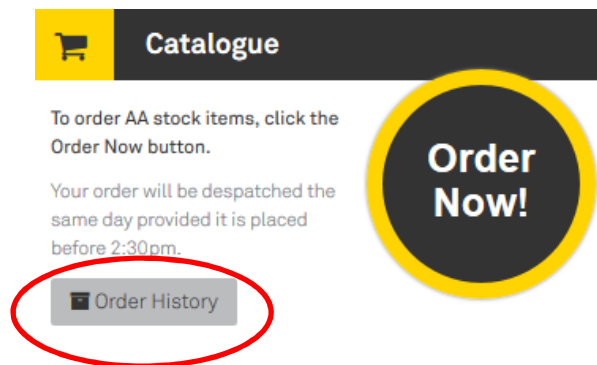 Catalogue
To order AA stock items, click the
Order Now button.
Your order will be despatched the
same day provided it is placed
before 2:30pm.
Order History
Order
Now!